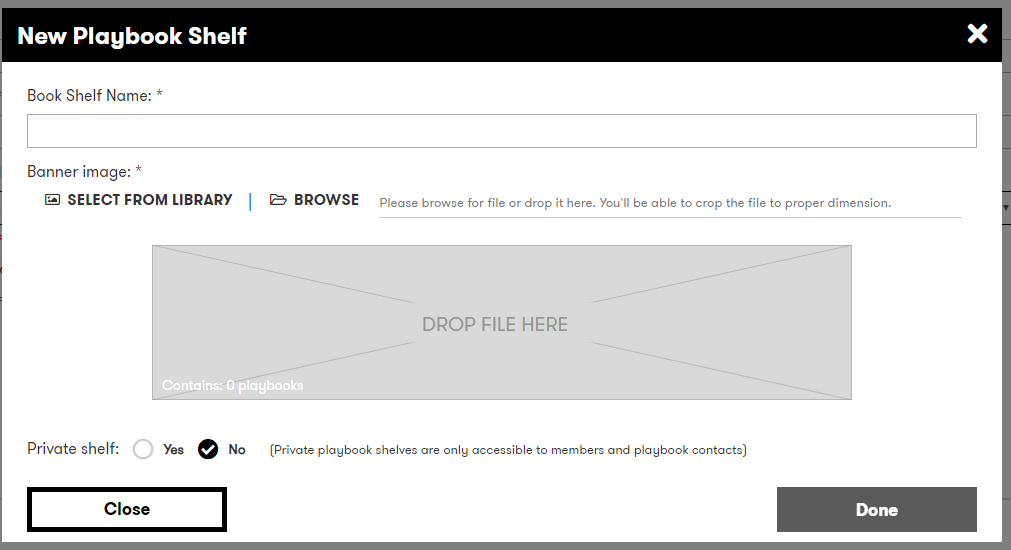 New Playbook Shelf
Book Shelf Name: *
Banner image: *
SELECT FROM LIBRARY | BROWSE Please browse for file or drop it here. You'll be able to crop the file to proper dimension.
DROP FILE HERE
Contains: 0 playbooks
Private shelf: Yes No (Private playbook shelves are only accessible to members and playbook contacts)
Close Done